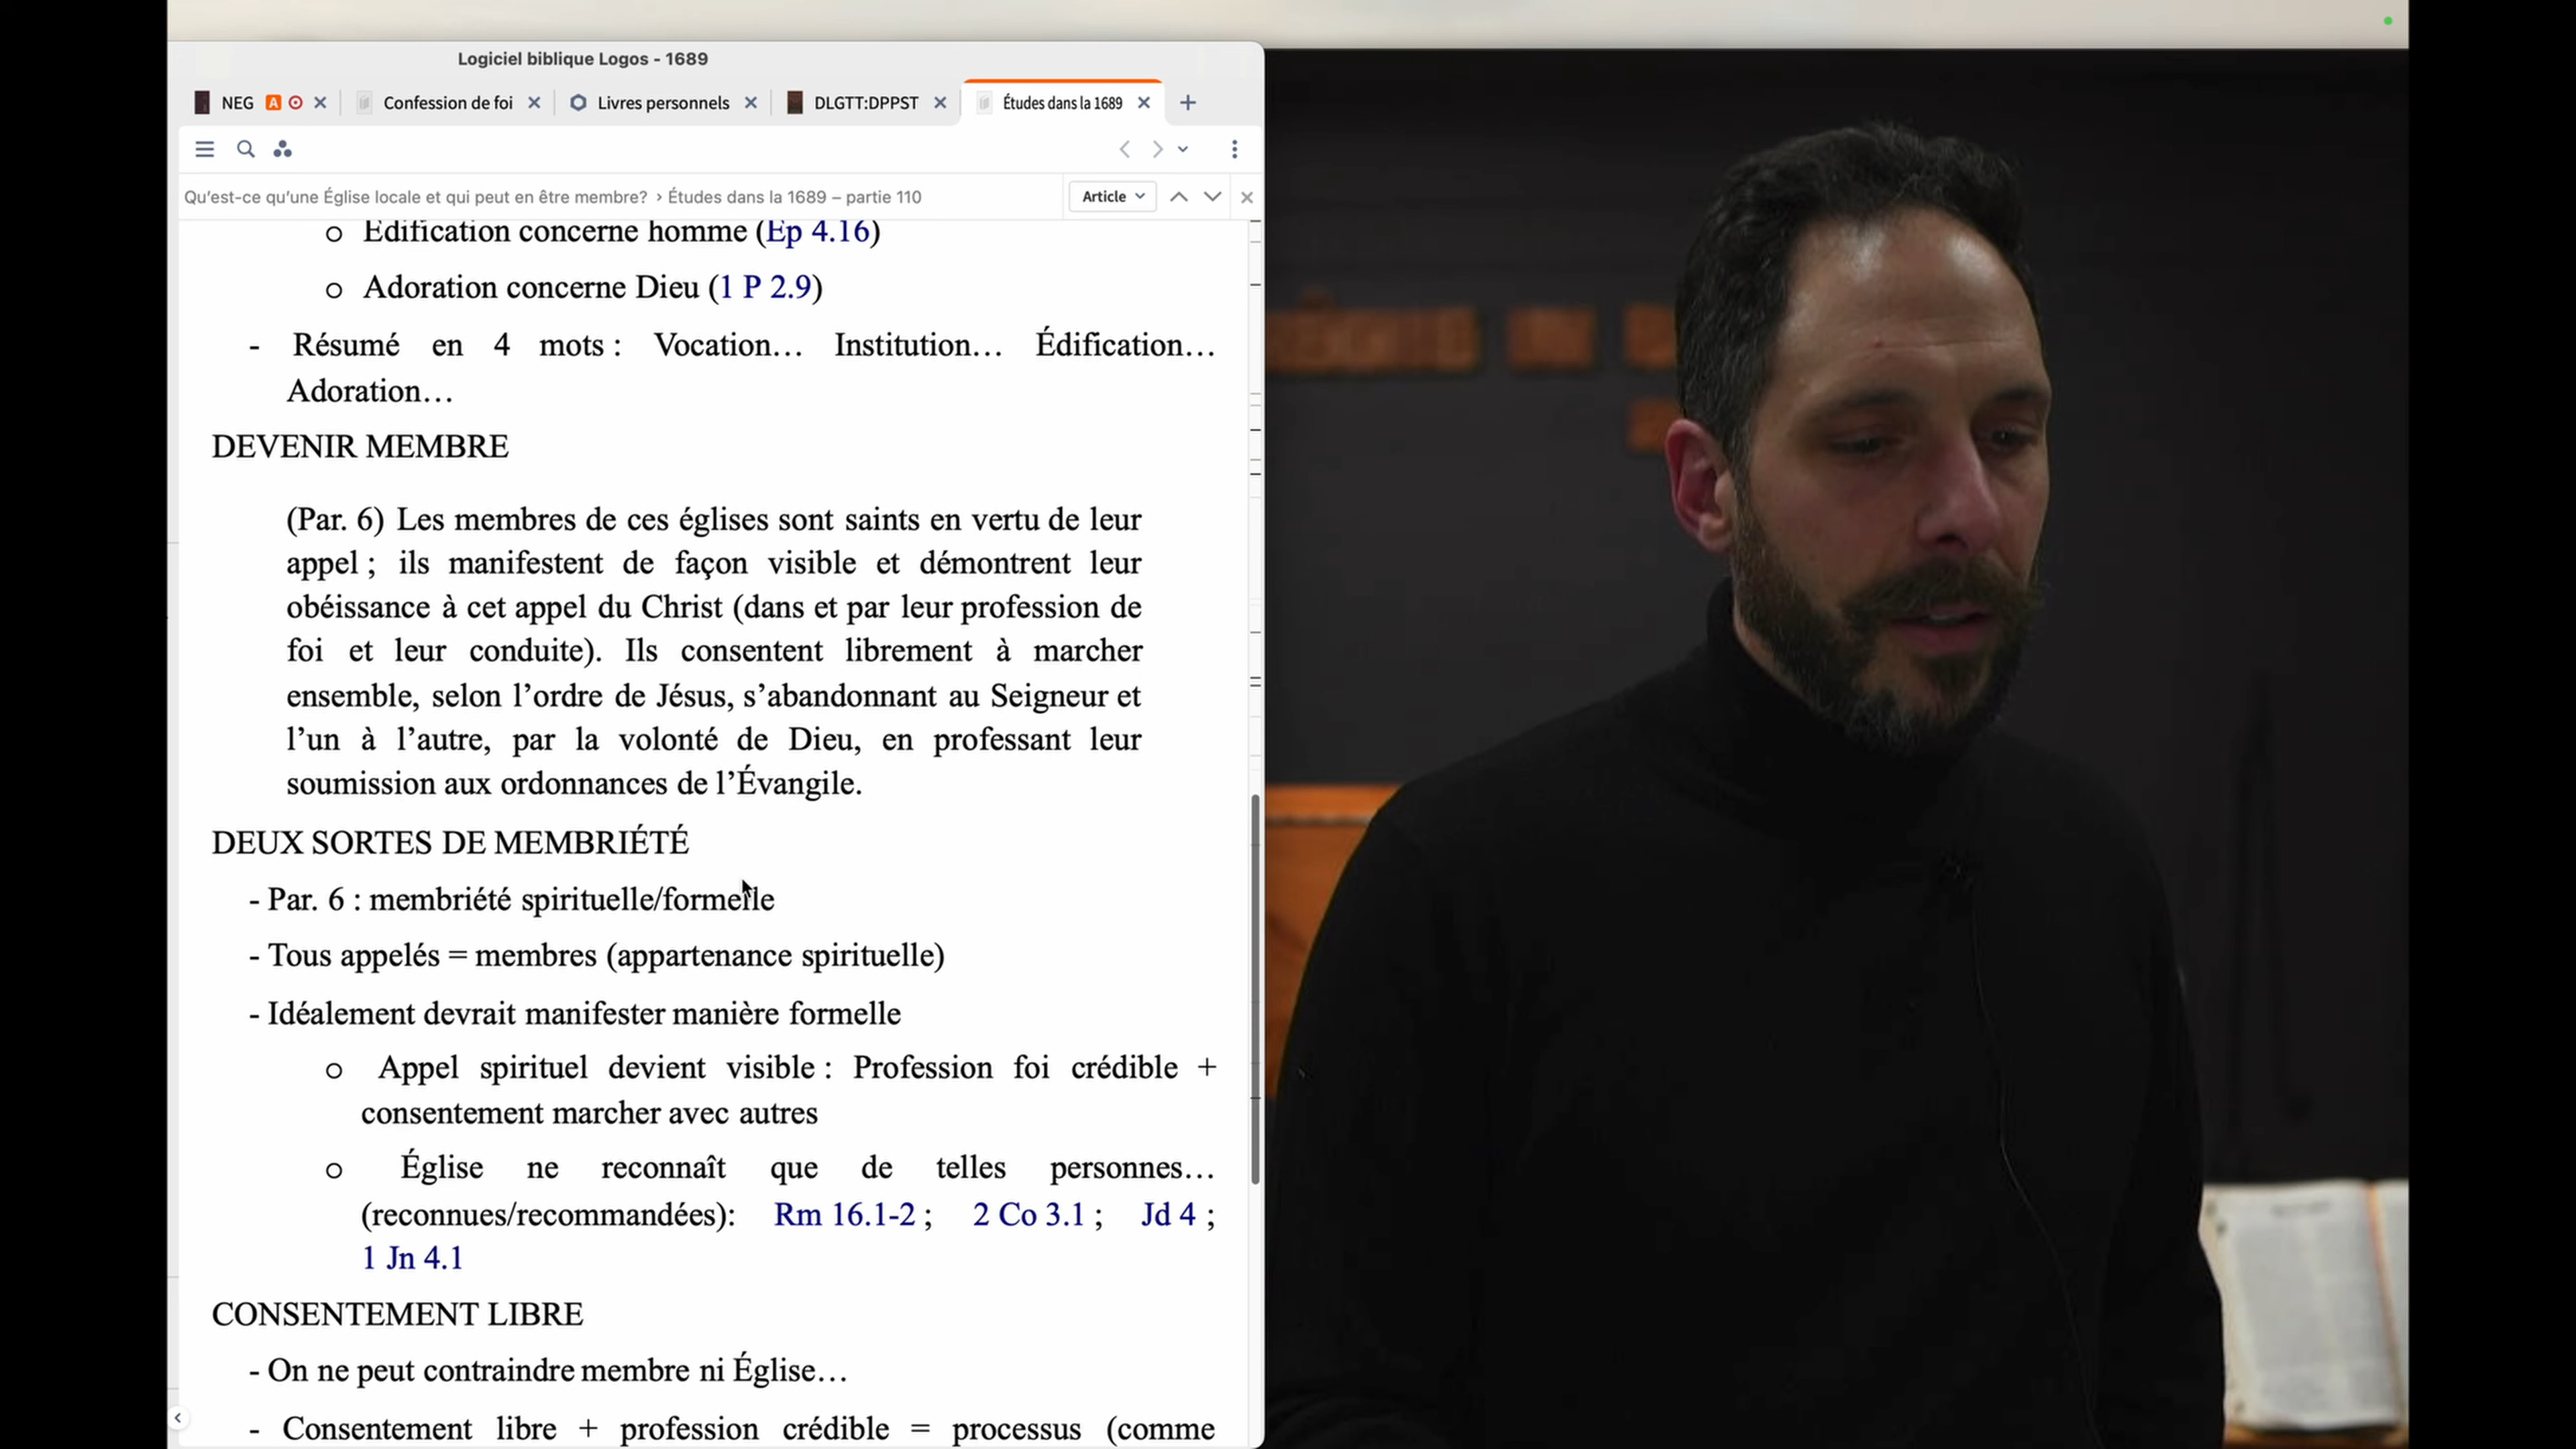 Logiciel biblique Logos - 1689
NEG A Confession de foi Livres personnels DLGTT:DPPST Études dans la 1689
Qu'est-ce qu'une Église locale et qui peut en être membre? › Études dans la 1689 – partie 110 Article
o Édification concerne homme (Ep 4.16)
o Adoration concerne Dieu (1 P 2.9)
- Résumé en 4 mots : Vocation… Institution… Édification…
Adoration…
DEVENIR MEMBRE
(Par. 6) Les membres de ces églises sont saints en vertu de leur
appel ; ils manifestent de façon visible et démontrent leur
obéissance à cet appel du Christ (dans et par leur profession de
foi et leur conduite). Ils consentent librement à marcher
ensemble, selon l'ordre de Jésus, s'abandonnant au Seigneur et
l'un à l'autre, par la volonté de Dieu, en professant leur
soumission aux ordonnances de l'Évangile.
DEUX SORTES DE MEMBRIÉTÉ
- Par. 6 : membriété spirituelle/formelle
- Tous appelés = membres (appartenance spirituelle)
- Idéalement devrait manifester manière formelle
o Appel spirituel devient visible : Profession foi crédible +
consentement marcher avec autres
o Église ne reconnaît que de telles personnes…
(reconnues/recommandées): Rm 16.1-2 ; 2 Co 3.1 ; Jd 4 ;
1 Jn 4.1
CONSENTEMENT LIBRE
- On ne peut contraindre membre ni Église…
- Consentement libre + profession crédible = processus (comme